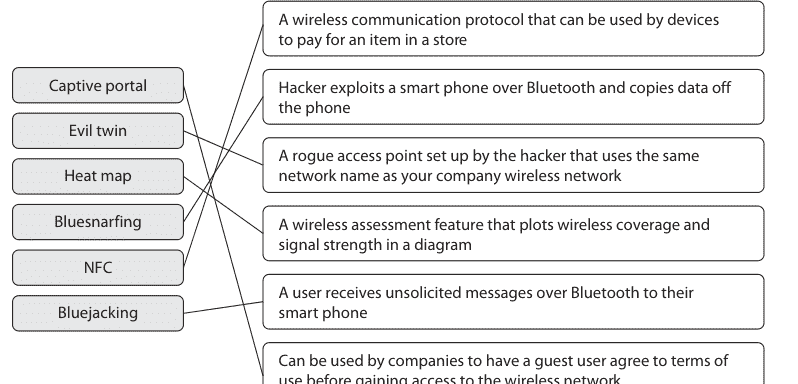 Captive portal
Evil twin
Heat map
Bluesnarfing
NFC
Bluejacking
A wireless communication protocol that can be used by devices
to pay for an item in a store
Hacker exploits a smart phone over Bluetooth and copies data off
the phone
A rogue access point set up by the hacker that uses the same
network name as your company wireless network
A wireless assessment feature that plots wireless coverage and
signal strength in a diagram
A user receives unsolicited messages over Bluetooth to their
smart phone
Can be used by companies to have a guest user agree to terms of
use before gaining access to the wireless network